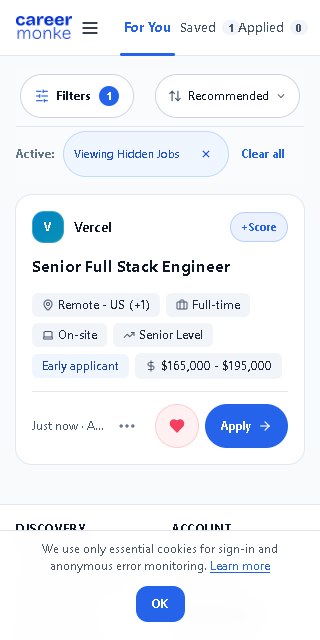 career
monke
For You
Saved 1
Applied 0
Filters 1
Recommended
Active:
Viewing Hidden Jobs
Clear all
V
Vercel
+Score
Senior Full Stack Engineer
Remote - US (+1)
Full-time
On-site
Senior Level
Early applicant
$165,000 - $195,000
Just now · A...
Apply
DISCOVERY
ACCOUNT
We use only essential cookies for sign-in and
anonymous error monitoring. Learn more
OK